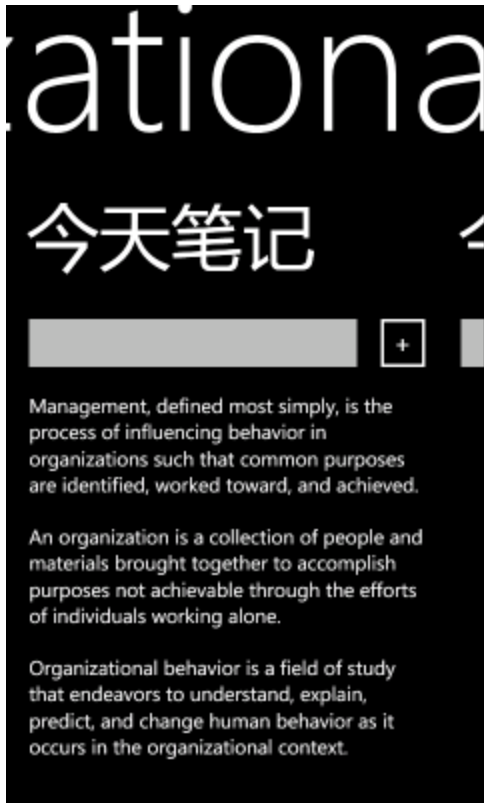 zationa
今天笔记
+
Management, defined most simply, is the
process of influencing behavior in
organizations such that common purposes
are identified, worked toward, and achieved.
An organization is a collection of people and
materials brought together to accomplish
purposes not achievable through the efforts
of individuals working alone.
Organizational behavior is a field of study
that endeavors to understand, explain,
predict, and change human behavior as it
occurs in the organizational context.